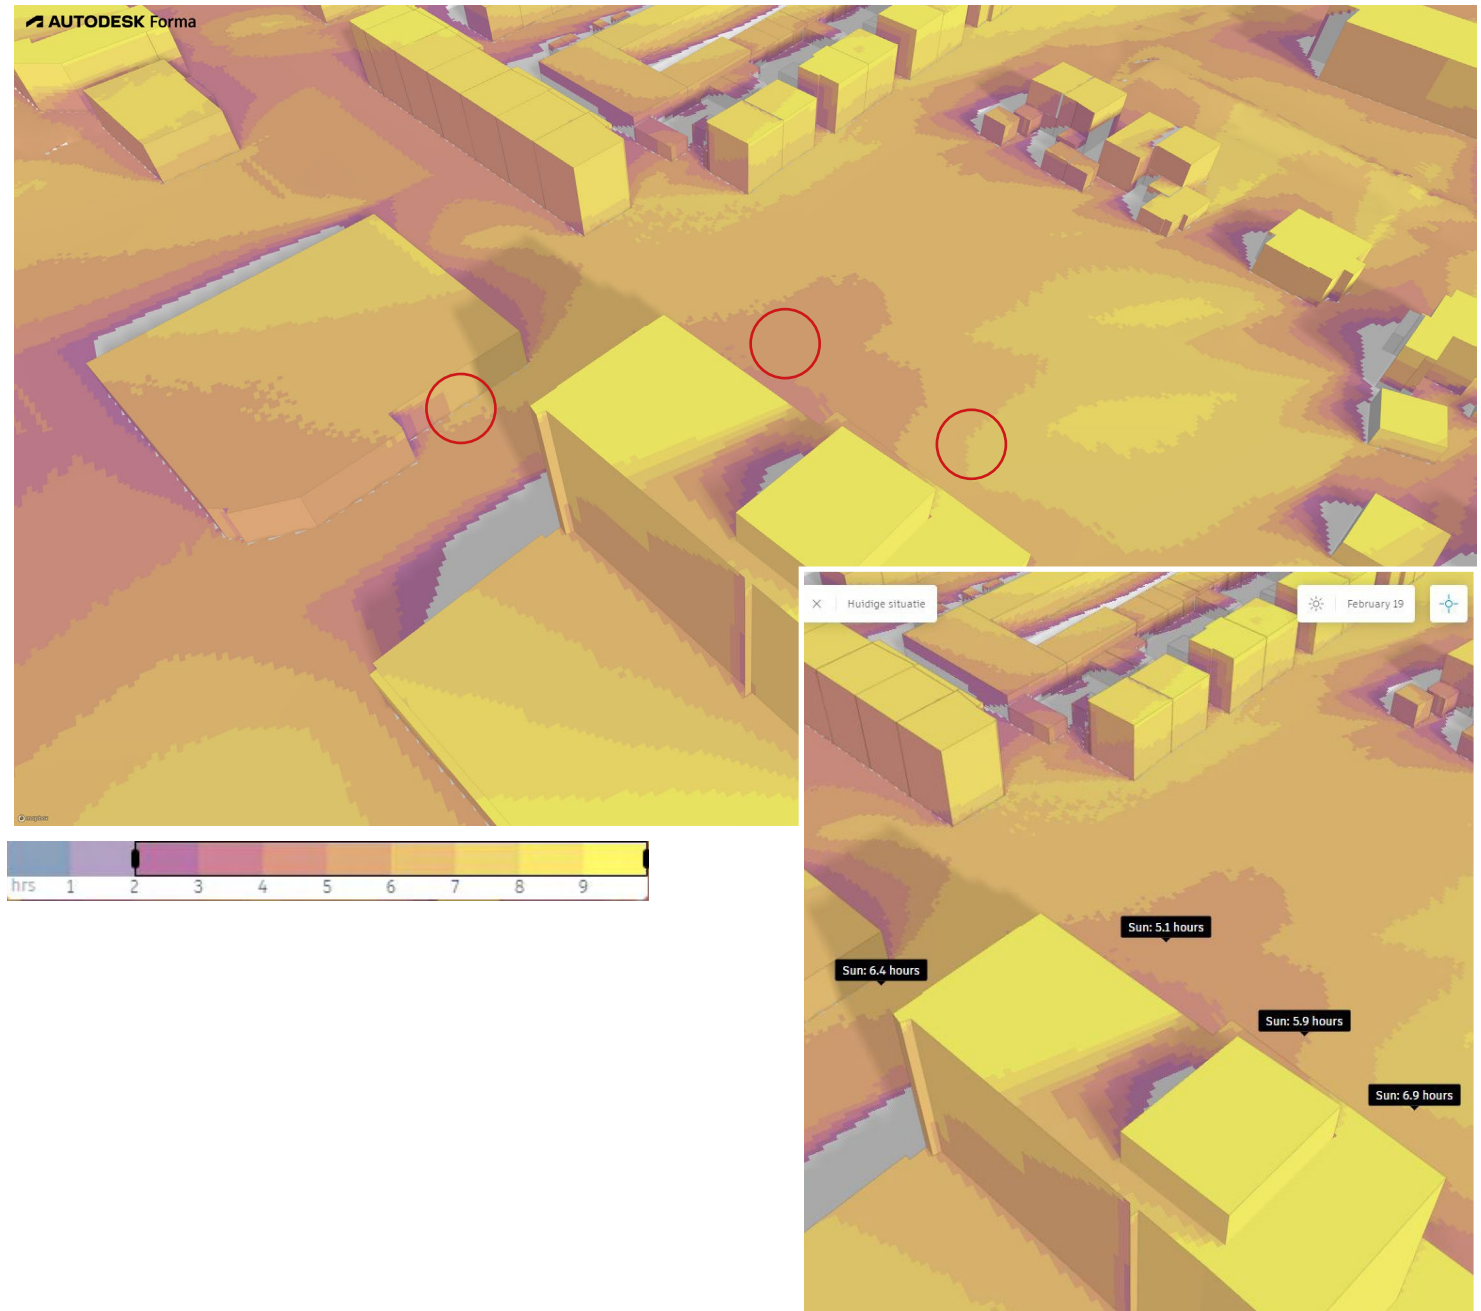 AUTODESK Forma
Huidige situatie
February 19
Sun: 5.1 hours
Sun: 6.4 hours
Sun: 5.9 hours
Sun: 6.9 hours
mapbox
hrs 1 2 3 4 5 6 7 8 9